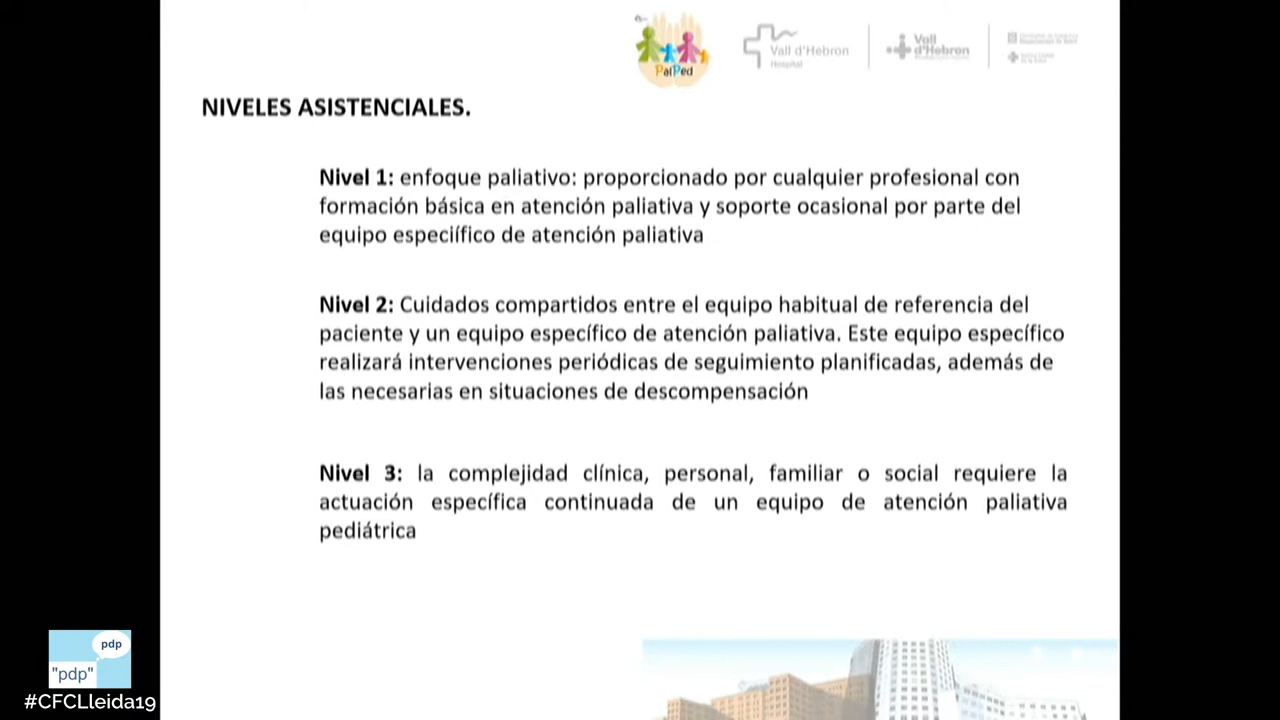 PalPed
Vall d'Hebron
Hospital
Vall
d'Hebron
NIVELES ASISTENCIALES.
Nivel 1: enfoque paliativo: proporcionado por cualquier profesional con
formación básica en atención paliativa y soporte ocasional por parte del
equipo especiífico de atención paliativa
Nivel 2: Cuidados compartidos entre el equipo habitual de referencia del
paciente y un equipo específico de atención paliativa. Este equipo específico
realizará intervenciones periódicas de seguimiento planificadas, además de
las necesarias en situaciones de descompensación
Nivel 3: la complejidad clínica, personal, familiar o social requiere la
actuación específica continuada de un equipo de atención paliativa
pediátrica
pdp
"pdp"
#CFCLleida19